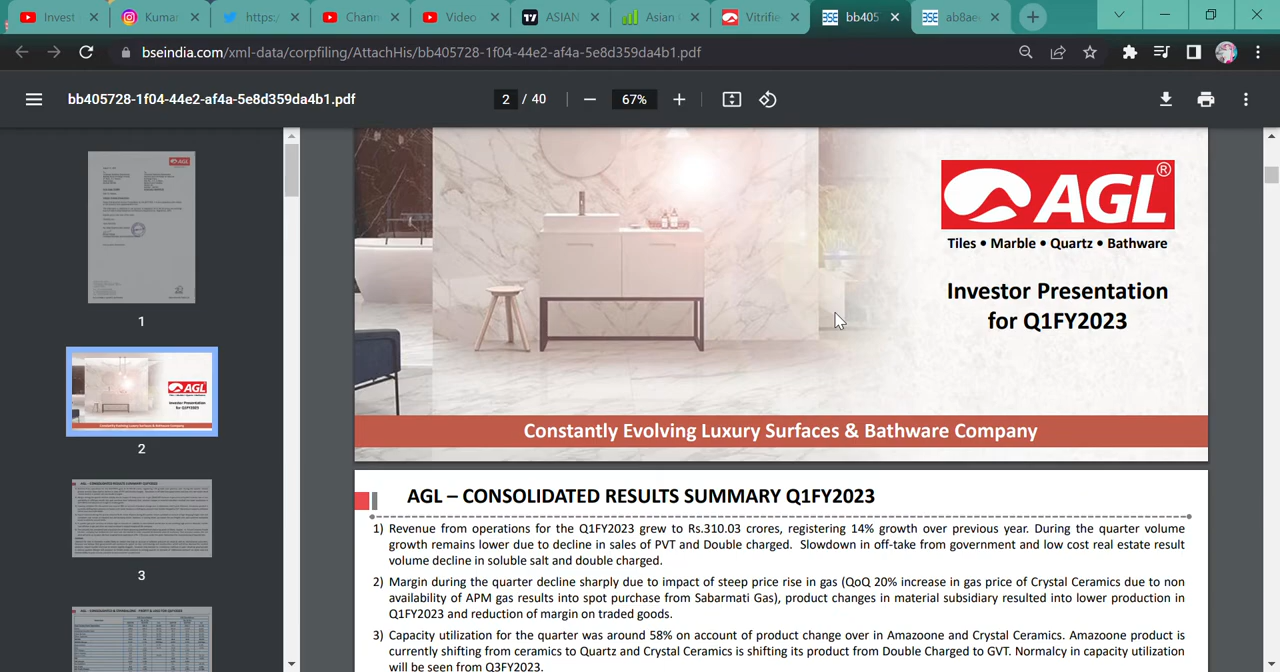 Invest
Kumar
https:/
Chann
Video
ASIAN
Asian
Vitrifie
bb405
ab8ae
bseindia.com/xml-data/corpfiling/AttachHis/bb405728-1f04-44e2-af4a-5e8d359da4b1.pdf
bb405728-1f04-44e2-af4a-5e8d359da4b1.pdf
2 / 40
67%
1
2
3
AGL®
Tiles • Marble • Quartz • Bathware
Investor Presentation
for Q1FY2023
Constantly Evolving Luxury Surfaces & Bathware Company
AGL – CONSOLIDATED RESULTS SUMMARY Q1FY2023
1) Revenue from operations for the Q1FY2023 grew to Rs.310.03 crores, registering 14% growth over previous year. During the quarter volume
growth remains lower due to decline in sales of PVT and Double charged. Slowdown in off-take from government and low cost real estate result
volume decline in soluble salt and double charged.
2) Margin during the quarter decline sharply due to impact of steep price rise in gas (QoQ 20% increase in gas price of Crystal Ceramics due to non
availability of APM gas results into spot purchase from Sabarmati Gas), product changes in material subsidiary resulted into lower production in
Q1FY2023 and reduction of margin on traded goods.
3) Capacity utilization for the quarter was around 58% on account of product change over in Amazoone and Crystal Ceramics. Amazoone product is
currently shifting from ceramics to Quartz and Crystal Ceramics is shifting its product from Double Charged to GVT. Normalcy in capacity utilization
will be seen from Q3FY2023.